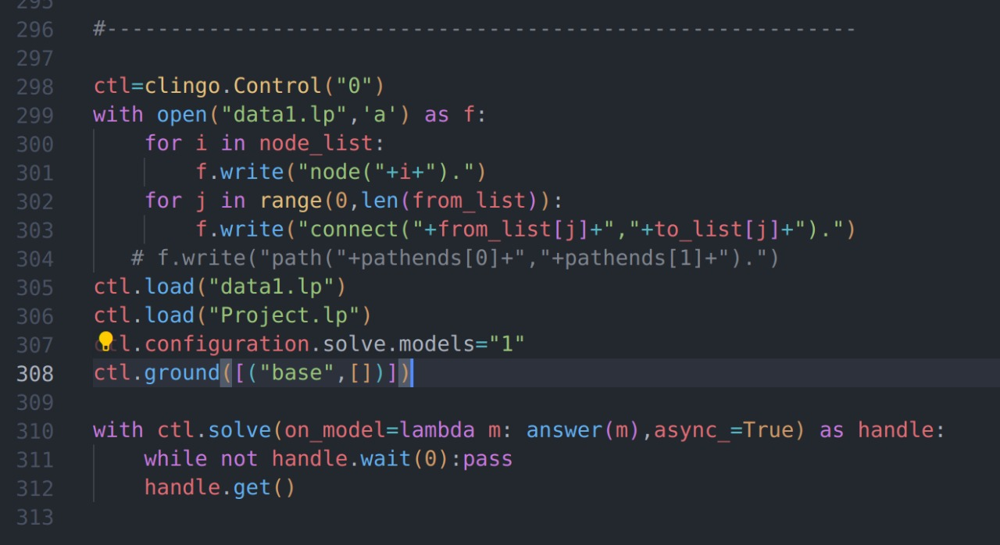 295
296 #-----------------------------------------------------------
297
298 ctl=clingo.Control("0")
299 with open("data1.lp",'a') as f:
300     for i in node_list:
301         f.write("node("+i+").")
302     for j in range(0,len(from_list)):
303         f.write("connect("+from_list[j]+","+to_list[j]+").")
304    # f.write("path("+pathends[0]+","+pathends[1]+").")
305 ctl.load("data1.lp")
306 ctl.load("Project.lp")
307 ctl.configuration.solve.models="1"
308 ctl.ground([("base",[])])
309
310 with ctl.solve(on_model=lambda m: answer(m),async_=True) as handle:
311     while not handle.wait(0):pass
312     handle.get()
313